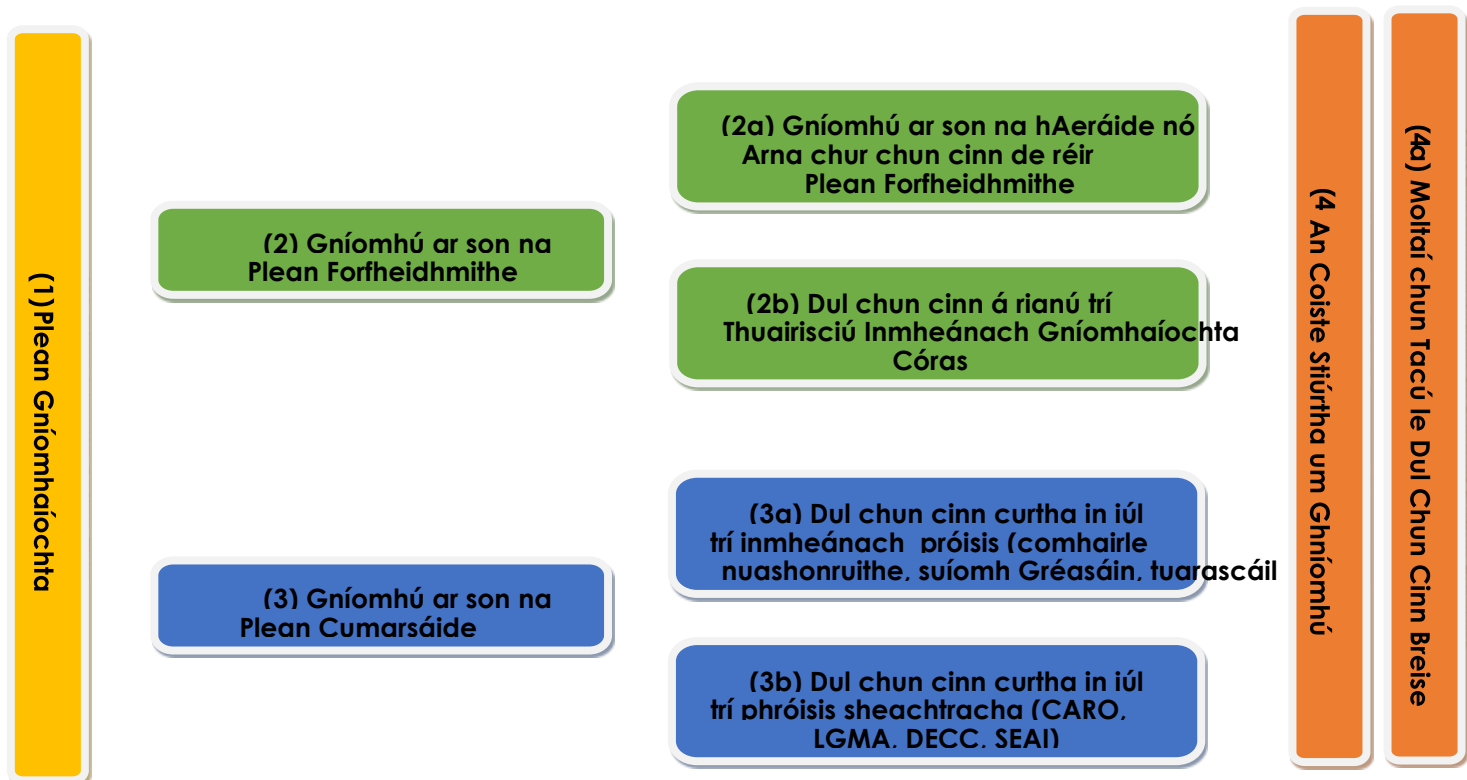 (1) Plean Gníomhaíochta
(2) Gníomhú ar son na
Plean Forfheidhmithe
(2a) Gníomhú ar son na hAeráide nó
Arna chur chun cinn de réir
Plean Forfheidhmithe
(2b) Dul chun cinn á rianú trí
Thuairisciú Inmheánach Gníomhaíochta
Córas
(3) Gníomhú ar son na
Plean Cumarsáide
(3a) Dul chun cinn curtha in iúl
trí inmheánach próisis (comhairle
nuashonruithe, suíomh Gréasáin, tuarascáil
(3b) Dul chun cinn curtha in iúl
trí phróisis sheachtracha (CARO,
LGMA, DECC, SEAI)
(4 An Coiste Stiúrtha um Ghníomhú
(4a) Moltaí chun Tacú le Dul Chun Cinn Breise